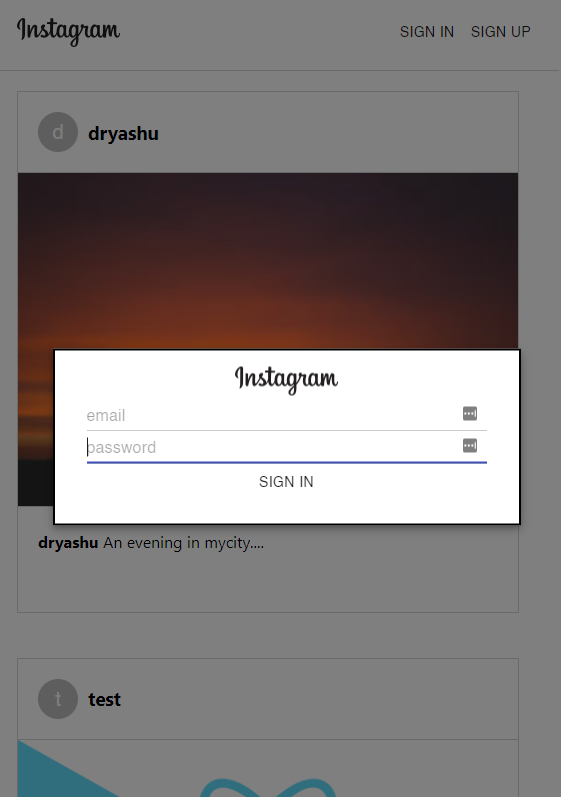 Instagram
SIGN IN SIGN UP
d dryashu
Instagram
email
password
SIGN IN
dryashu An evening in mycity....
t test